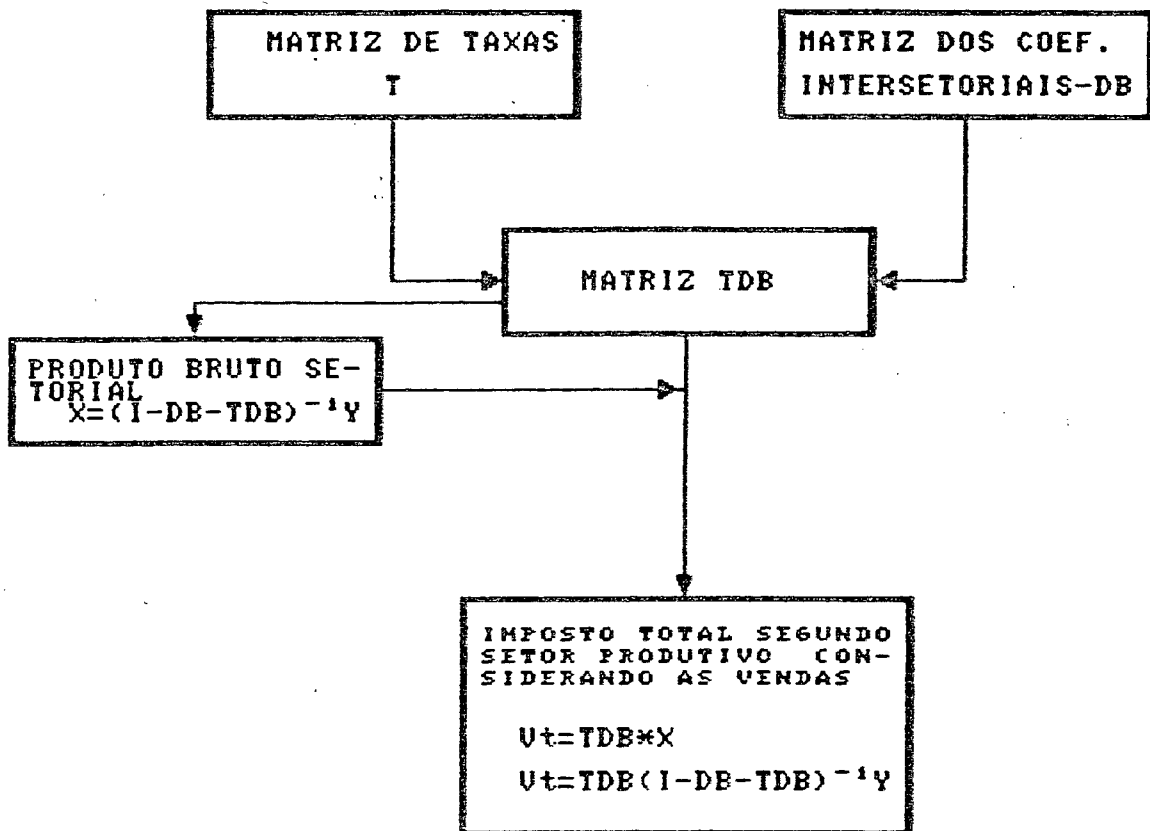 MATRIZ DE TAXAS
T
MATRIZ DOS COEF.
INTERSETORIAIS-DB
MATRIZ TDB
PRODUTO BRUTO SE-
TORIAL
X=(I-DB-TDB)⁻¹Y
IMPOSTO TOTAL SEGUNDO
SETOR PRODUTIVO CON-
SIDERANDO AS VENDAS
Vt=TDB*X
Vt=TDB(I-DB-TDB)⁻¹Y